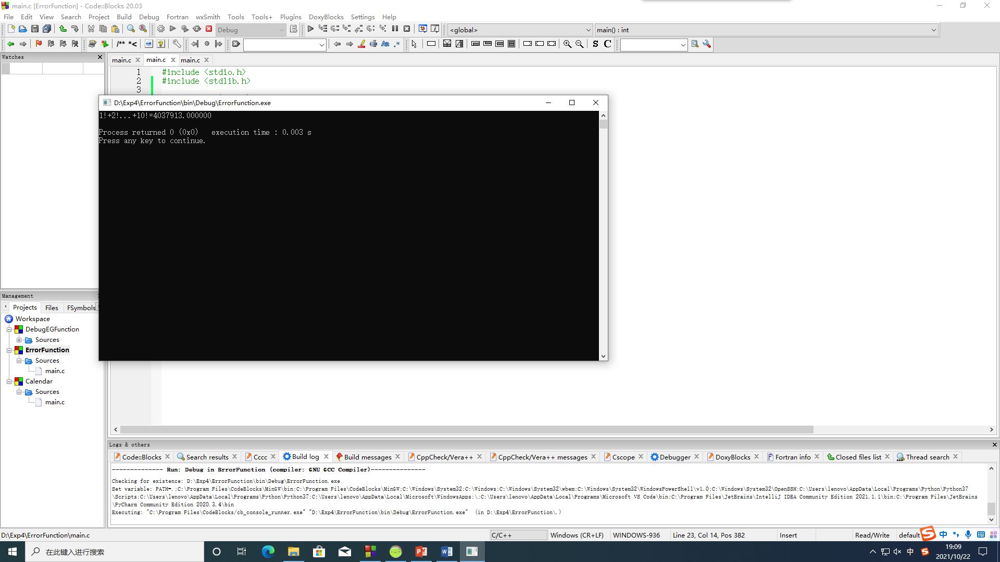 main.c [ErrorFunction] - Code::Blocks 20.03
File Edit View Search Project Build Debug Fortran wxSmith Tools Tools+ Plugins DoxyBlocks Settings Help
Debug
<global>
main() : int
/** *<
Aa .*
S C
Watches
main.c main.c main.c
1 #include <stdio.h>
2 #include <stdlib.h>
3
D:\Exp4\ErrorFunction\bin\Debug\ErrorFunction.exe
1!+2!...+10!=4037913.000000
Process returned 0 (0x0) execution time : 0.003 s
Press any key to continue.
Management
Projects Files FSymbols
Workspace
DebugEGFunction
Sources
ErrorFunction
Sources
main.c
Calendar
Sources
main.c
Logs & others
Code::Blocks Search results Cccc Build log Build messages CppCheck/Vera++ CppCheck/Vera++ messages Cscope Debugger DoxyBlocks Fortran info Closed files list Thread search
-------------- Run: Debug in ErrorFunction (compiler: GNU GCC Compiler)---------------
Checking for existence: D:\Exp4\ErrorFunction\bin\Debug\ErrorFunction.exe
Set variable: PATH=.;C:\Program Files\CodeBlocks\MinGW\bin;C:\Program Files\CodeBlocks\MinGW;C:\Windows\System32;C:\Windows;C:\Windows\System32\wbem;C:\Windows\System32\WindowsPowerShell\v1.0;C:\Windows\System32\OpenSSH;C:\Users\lenovo\AppData\Local\Programs\Python\Python37
\Scripts;C:\Users\lenovo\AppData\Local\Programs\Python\Python37;C:\Users\lenovo\AppData\Local\Microsoft\WindowsApps;\;C:\Users\lenovo\AppData\Local\Programs\Microsoft VS Code\bin;C:\Program Files\JetBrains\IntelliJ IDEA Community Edition 2021.1.1\bin;C:\Program Files\JetBrains
\PyCharm Community Edition 2020.3.4\bin
Executing: "C:\Program Files\CodeBlocks/cb_console_runner.exe" "D:\Exp4\ErrorFunction\bin\Debug\ErrorFunction.exe" (in D:\Exp4\ErrorFunction\.)
D:\Exp4\ErrorFunction\main.c
C/C++ Windows (CR+LF) WINDOWS-936 Line 23, Col 14, Pos 382 Insert Read/Write default
中
在此键入进行搜索
中
19:09
2021/10/22